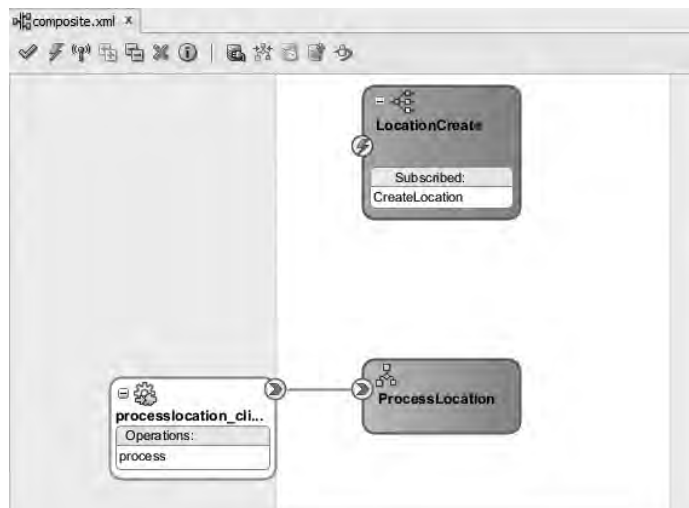 composite.xml
LocationCreate
Subscribed:
CreateLocation
ProcessLocation
processlocation_cli...
Operations:
process